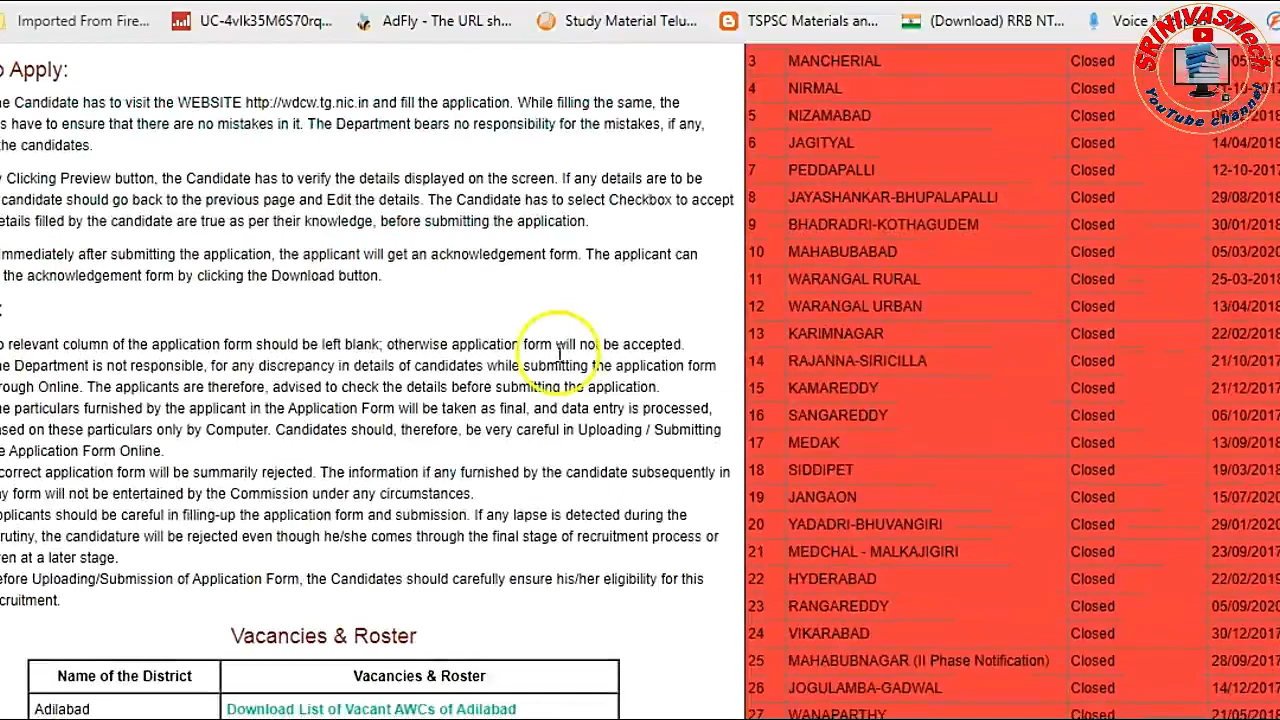 Imported From Fire...
UC-4vlk35M6S70rq...
AdFly - The URL sh...
Study Material Telu...
TSPSC Materials an...
(Download) RRB NT...
Voice
SRINIVASMech
YouTube channel
o Apply:
he Candidate has to visit the WEBSITE http://wdcw.tg.nic.in and fill the application. While filling the same, the
s have to ensure that there are no mistakes in it. The Department bears no responsibility for the mistakes, if any,
the candidates.
y Clicking Preview button, the Candidate has to verify the details displayed on the screen. If any details are to be
candidate should go back to the previous page and Edit the details. The Candidate has to select Checkbox to accept
etails filled by the candidate are true as per their knowledge, before submitting the application.
mmediately after submitting the application, the applicant will get an acknowledgement form. The applicant can
the acknowledgement form by clicking the Download button.
:
o relevant column of the application form should be left blank; otherwise application form will not be accepted.
he Department is not responsible, for any discrepancy in details of candidates while submitting the application form
rough Online. The applicants are therefore, advised to check the details before submitting the application.
he particulars furnished by the applicant in the Application Form will be taken as final, and data entry is processed,
ased on these particulars only by Computer. Candidates should, therefore, be very careful in Uploading / Submitting
e Application Form Online.
correct application form will be summarily rejected. The information if any furnished by the candidate subsequently in
ny form will not be entertained by the Commission under any circumstances.
pplicants should be careful in filling-up the application form and submission. If any lapse is detected during the
rutiny, the candidature will be rejected even though he/she comes through the final stage of recruitment process or
en at a later stage.
efore Uploading/Submission of Application Form, the Candidates should carefully ensure his/her eligibility for this
cruitment.
Vacancies & Roster
Name of the District Vacancies & Roster
Adilabad Download List of Vacant AWCs of Adilabad
3 MANCHERIAL Closed
4 NIRMAL Closed
5 NIZAMABAD Closed
6 JAGITYAL Closed 14/04/2018
7 PEDDAPALLI Closed 12-10-2017
8 JAYASHANKAR-BHUPALAPALLI Closed 29/08/2018
9 BHADRADRI-KOTHAGUDEM Closed 30/01/2018
10 MAHABUBABAD Closed 05/03/2020
11 WARANGAL RURAL Closed 25-03-2018
12 WARANGAL URBAN Closed 13/04/2018
13 KARIMNAGAR Closed 22/02/2018
14 RAJANNA-SIRICILLA Closed 21/10/2017
15 KAMAREDDY Closed 21/12/2017
16 SANGAREDDY Closed 06/10/2017
17 MEDAK Closed 13/09/2018
18 SIDDIPET Closed 19/03/2018
19 JANGAON Closed 15/07/2020
20 YADADRI-BHUVANGIRI Closed 29/01/2020
21 MEDCHAL - MALKAJIGIRI Closed 23/09/2017
22 HYDERABAD Closed 22/02/2019
23 RANGAREDDY Closed 05/09/2020
24 VIKARABAD Closed 30/12/2017
25 MAHABUBNAGAR (II Phase Notification) Closed 28/09/2017
26 JOGULAMBA-GADWAL Closed 14/12/2017
27 WANAPARTHY Closed 21/05/2018